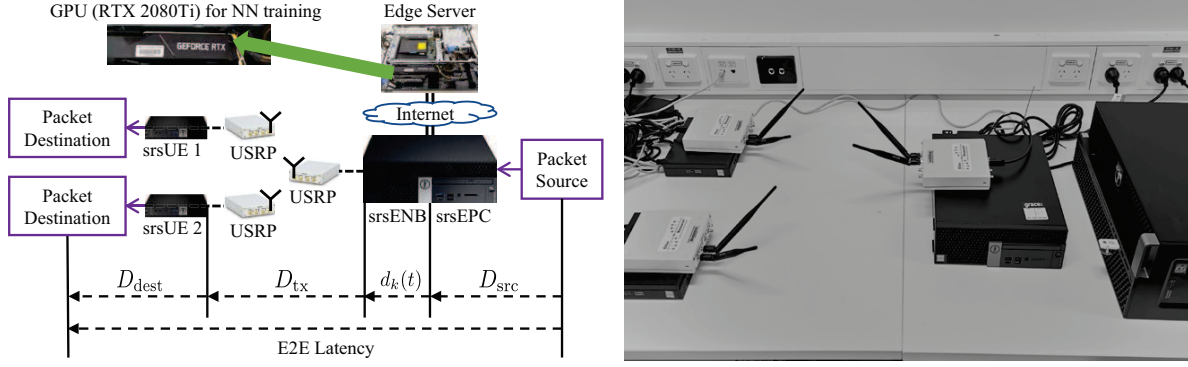 GPU (RTX 2080Ti) for NN training
Edge Server
GEFORCE RTX
Internet
Packet
Destination
srsUE 1
USRP
USRP
Packet
Source
Packet
Destination
srsUE 2
USRP
srsENB
srsEPC
D_dest
D_tx
d_k(t)
D_src
E2E Latency
grace